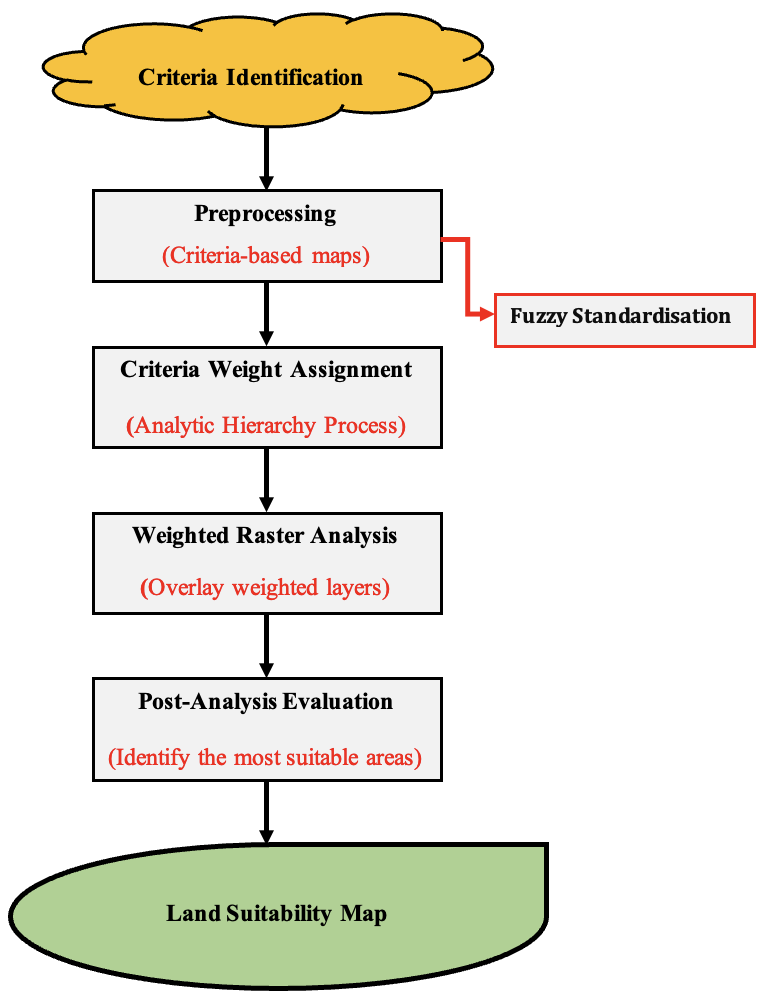 Criteria Identification
Preprocessing
(Criteria-based maps)
Fuzzy Standardisation
Criteria Weight Assignment
(Analytic Hierarchy Process)
Weighted Raster Analysis
(Overlay weighted layers)
Post-Analysis Evaluation
(Identify the most suitable areas)
Land Suitability Map